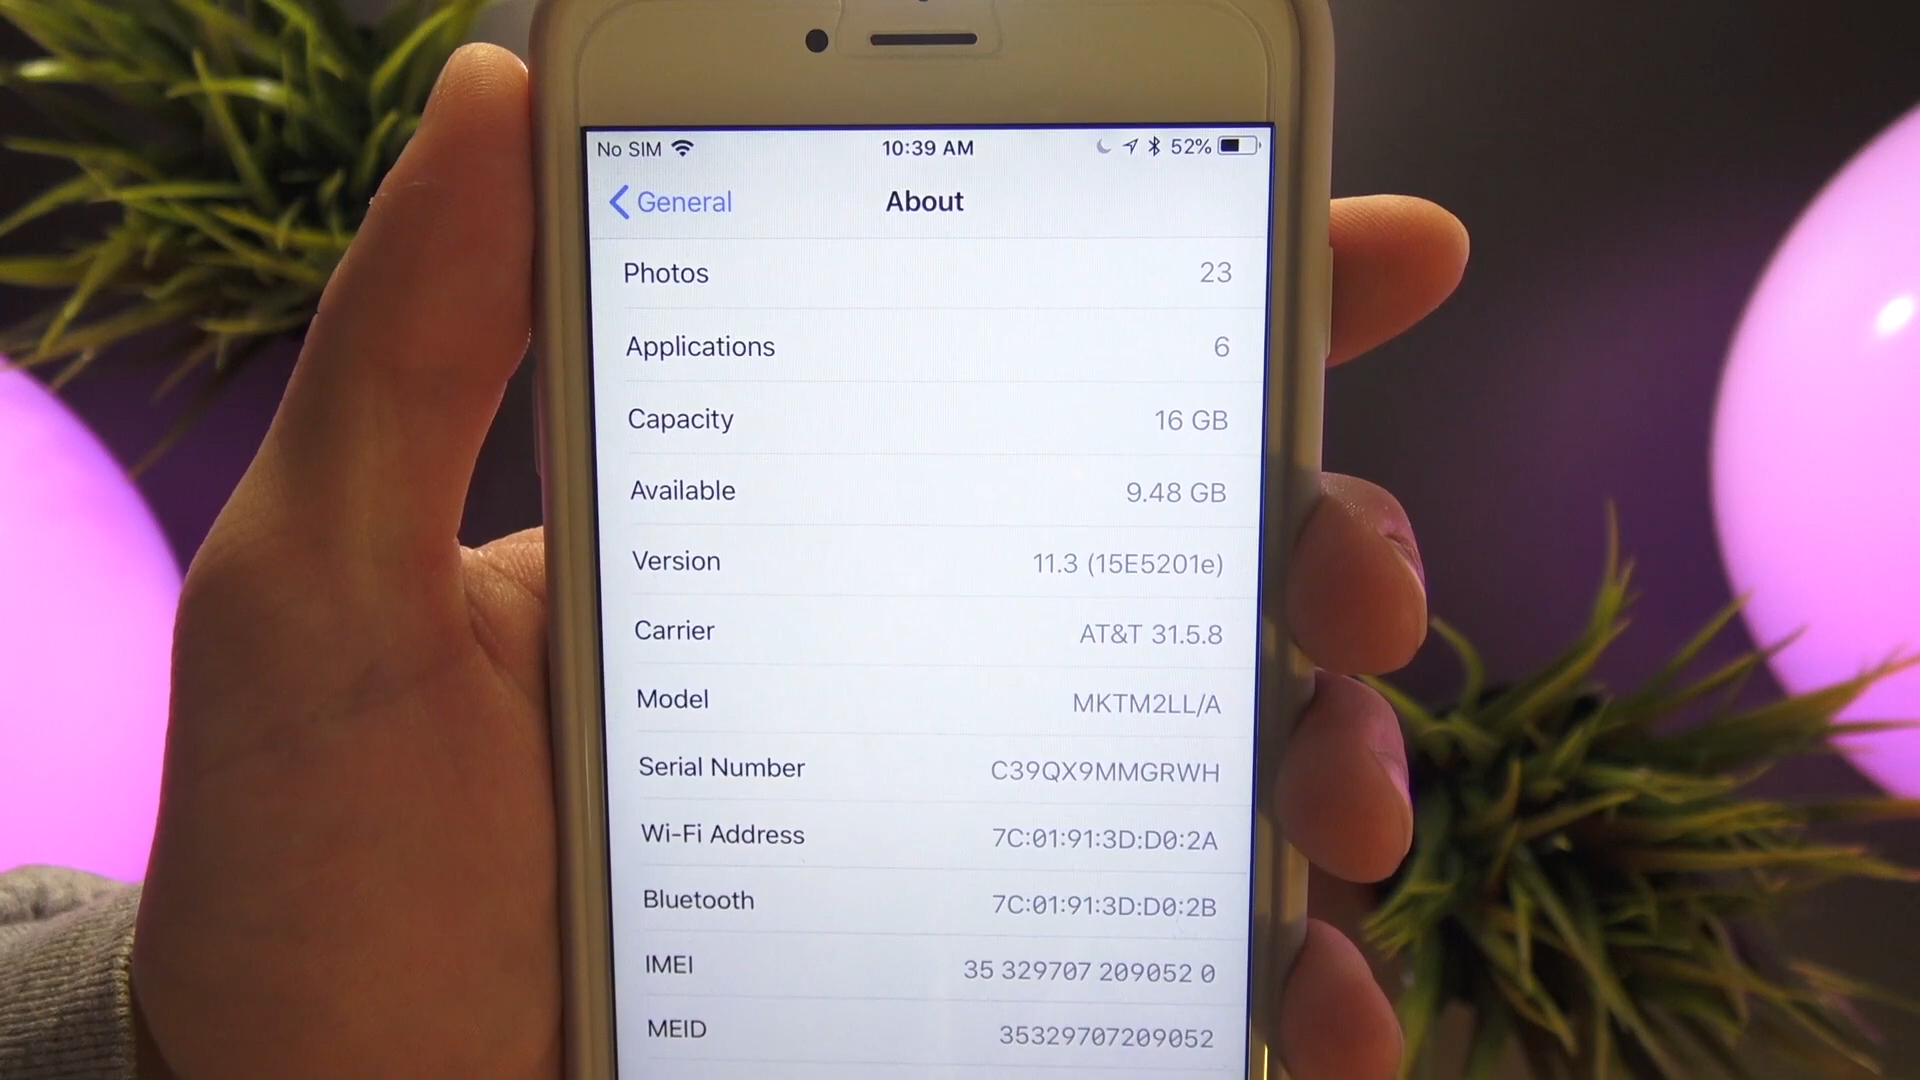 No SIM 10:39 AM 52%
General About
Photos 23
Applications 6
Capacity 16 GB
Available 9.48 GB
Version 11.3 (15E5201e)
Carrier AT&T 31.5.8
Model MKTM2LL/A
Serial Number C39QX9MMGRWH
Wi-Fi Address 7C:01:91:3D:D0:2A
Bluetooth 7C:01:91:3D:D0:2B
IMEI 35 329707 209052 0
MEID 35329707209052